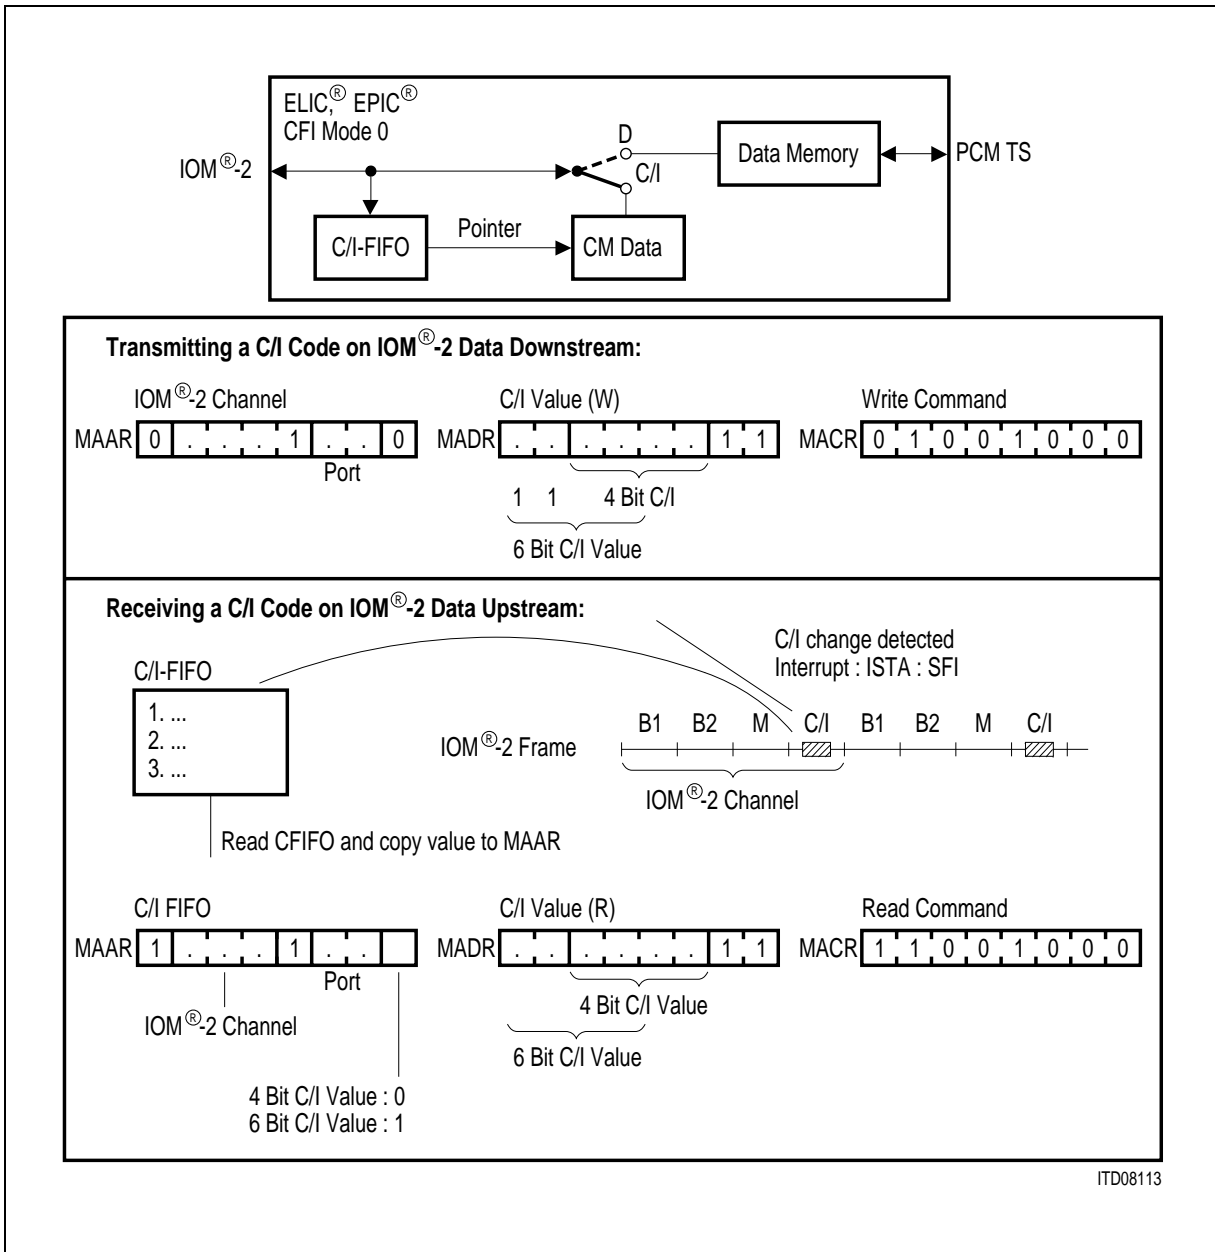 ELIC,® EPIC®
CFI Mode 0
IOM®-2
D
C/I
Data Memory
PCM TS
C/I-FIFO
Pointer
CM Data
Transmitting a C/I Code on IOM®-2 Data Downstream:
IOM®-2 Channel
C/I Value (W)
Write Command
MAAR 0 . . . 1 . . 0
MADR . . . . . . 1 1
MACR 0 1 0 0 1 0 0 0
Port
1 1 4 Bit C/I
6 Bit C/I Value
Receiving a C/I Code on IOM®-2 Data Upstream:
C/I change detected
Interrupt : ISTA : SFI
C/I-FIFO
1. ...
2. ...
3. ...
B1 B2 M C/I B1 B2 M C/I
IOM®-2 Frame
IOM®-2 Channel
Read CFIFO and copy value to MAAR
C/I FIFO
C/I Value (R)
Read Command
MAAR 1 . . . 1 . .
MADR . . . . . . 1 1
MACR 1 1 0 0 1 0 0 0
Port
4 Bit C/I Value
IOM®-2 Channel
6 Bit C/I Value
4 Bit C/I Value : 0
6 Bit C/I Value : 1
ITD08113